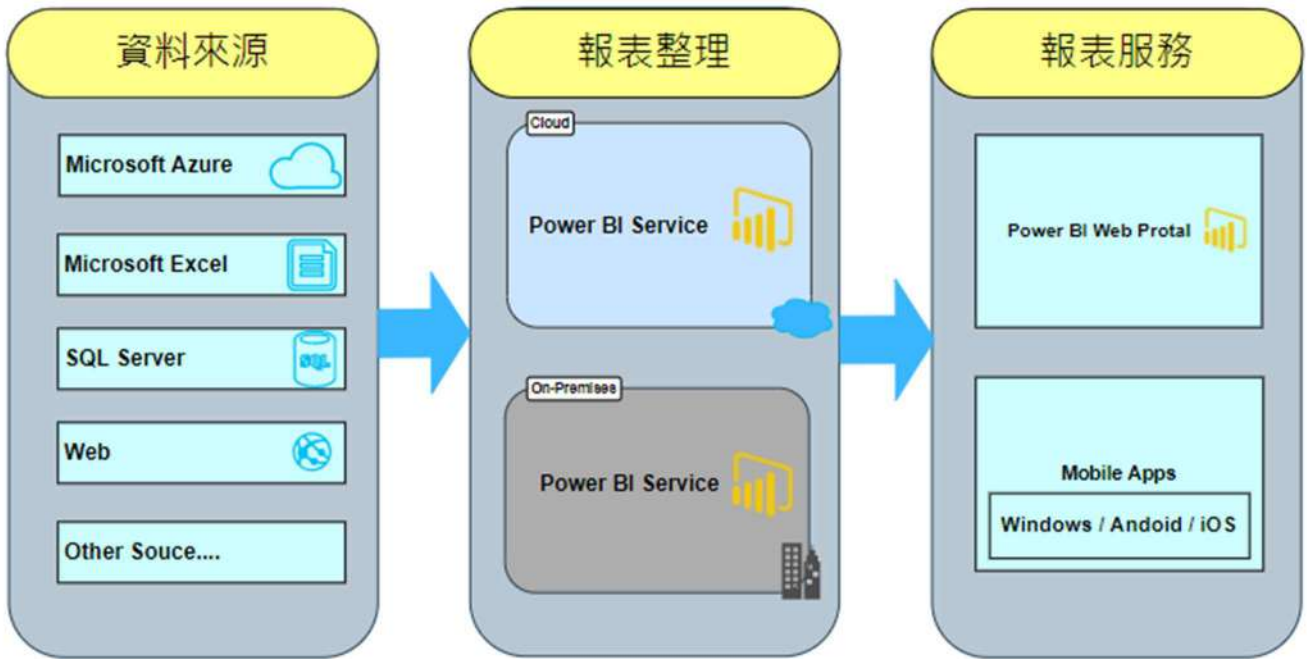 資料來源
Microsoft Azure
Microsoft Excel
SQL Server
SQL
Web
Other Souce....
報表整理
Cloud
Power BI Service
On-Premises
Power BI Service
報表服務
Power BI Web Protal
Mobile Apps
Windows / Andoid / iOS